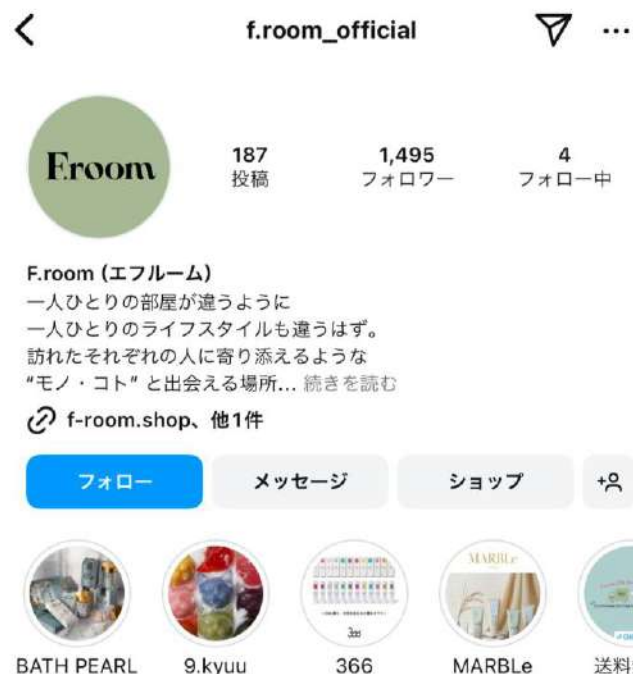 f.room_official
F.room
187
投稿
1,495
フォロワー
4
フォロー中
F.room (エフルーム)
一人ひとりの部屋が違うように
一人ひとりのライフスタイルも違うはず。
訪れたそれぞれの人に寄り添えるような
“モノ・コト” と出会える場所... 続きを読む
f-room.shop、他1件
フォロー
メッセージ
ショップ
MARBLe
366
BATH PEARL
9.kyuu
366
MARBLe
送料